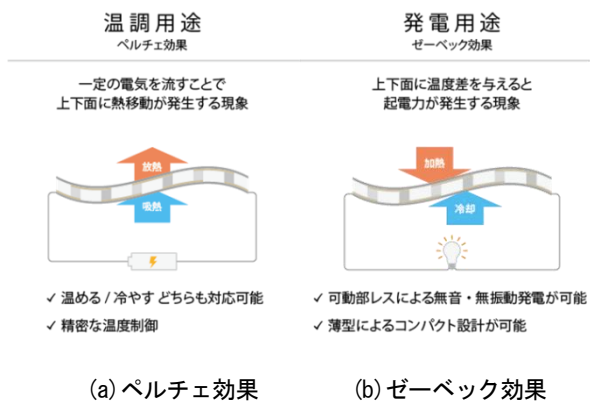 温調用途
ペルチェ効果
一定の電気を流すことで
上下面に熱移動が発生する現象
放熱
吸熱
✓ 温める / 冷やす どちらも対応可能
✓ 精密な温度制御
(a) ペルチェ効果
発電用途
ゼーベック効果
上下面に温度差を与えると
起電力が発生する現象
加熱
冷却
✓ 可動部レスによる無音・無振動発電が可能
✓ 薄型によるコンパクト設計が可能
(b) ゼーベック効果